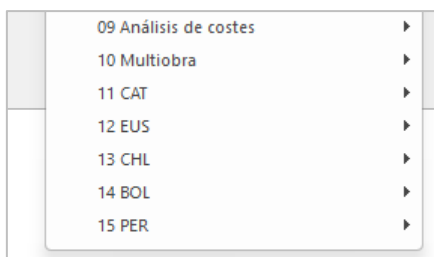 09 Análisis de costes
10 Multiobra
11 CAT
12 EUS
13 CHL
14 BOL
15 PER